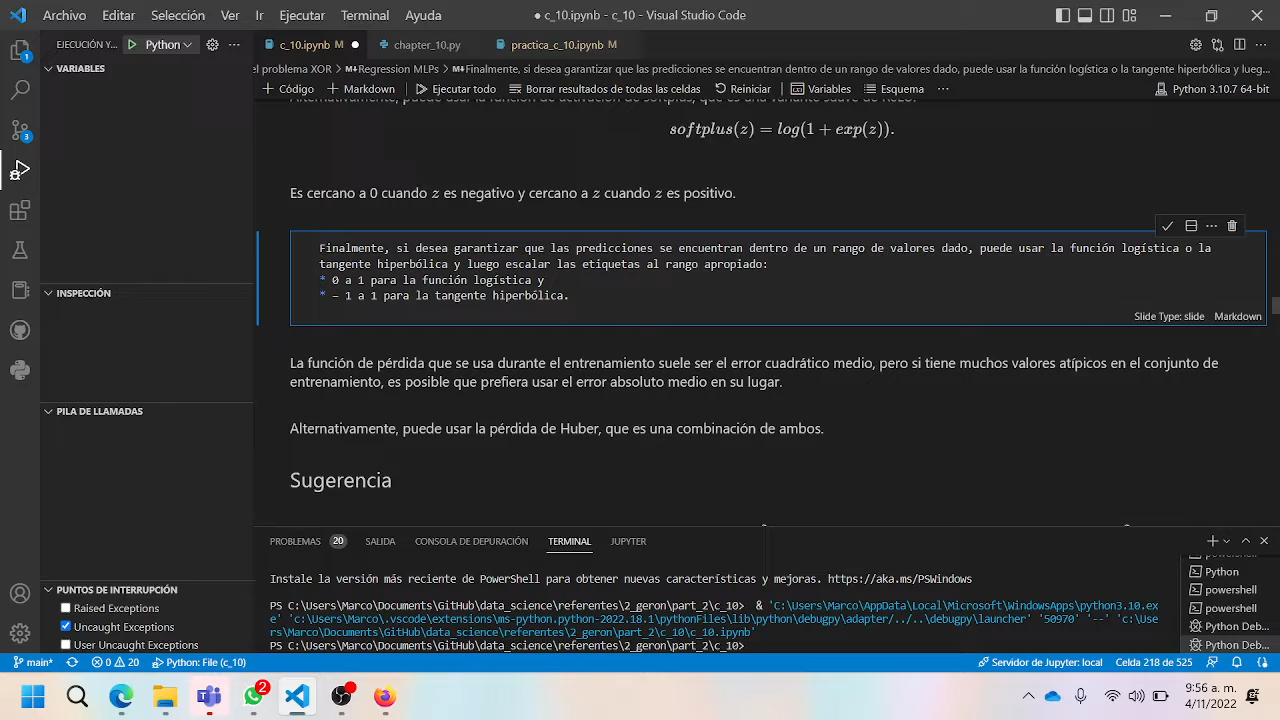 Archivo Editar Selección Ver Ir Ejecutar Terminal Ayuda
● c_10.ipynb - c_10 - Visual Studio Code
EJECUCIÓN Y... Python ···
c_10.ipynb M ● chapter_10.py practica_c_10.ipynb M
VARIABLES
el problema XOR > M↓Regression MLPs > M↓Finalmente, si desea garantizar que las predicciones se encuentran dentro de un rango de valores dado, puede usar la función logística o la tangente hiperbólica y lueg...
+ Código + Markdown Ejecutar todo Borrar resultados de todas las celdas Reiniciar Variables Esquema ··· Python 3.10.7 64-bit
softplus(z) = log(1 + exp(z)).
Es cercano a 0 cuando z es negativo y cercano a z cuando z es positivo.
Finalmente, si desea garantizar que las predicciones se encuentran dentro de un rango de valores dado, puede usar la función logística o la
tangente hiperbólica y luego escalar las etiquetas al rango apropiado:
* 0 a 1 para la función logística y
* − 1 a 1 para la tangente hiperbólica.
Slide Type: slide Markdown
INSPECCIÓN
La función de pérdida que se usa durante el entrenamiento suele ser el error cuadrático medio, pero si tiene muchos valores atípicos en el conjunto de
entrenamiento, es posible que prefiera usar el error absoluto medio en su lugar.
PILA DE LLAMADAS
Alternativamente, puede usar la pérdida de Huber, que es una combinación de ambos.
Sugerencia
PROBLEMAS 20 SALIDA CONSOLA DE DEPURACIÓN TERMINAL JUPYTER
Instale la versión más reciente de PowerShell para obtener nuevas características y mejoras. https://aka.ms/PSWindows
PS C:\Users\Marco\Documents\GitHub\data_science\referentes\2_geron\part_2\c_10> & 'C:\Users\Marco\AppData\Local\Microsoft\WindowsApps\python3.10.ex
e' 'c:\Users\Marco\.vscode\extensions\ms-python.python-2022.18.1\pythonFiles\lib\python\debugpy\adapter/../..\debugpy\launcher' '50970' '--' 'c:\Use
rs\Marco\Documents\GitHub\data_science\referentes\2_geron\part_2\c_10\c_10.ipynb'
PS C:\Users\Marco\Documents\GitHub\data_science\referentes\2_geron\part_2\c_10>
Python
powershell
powershell
Python Deb...
Python Deb...
PUNTOS DE INTERRUPCIÓN
Raised Exceptions
Uncaught Exceptions
User Uncaught Exceptions
1
3
main* 0 20 Python: File (c_10) Servidor de Jupyter: local Celda 218 de 525
2
9:56 a. m.
4/11/2022